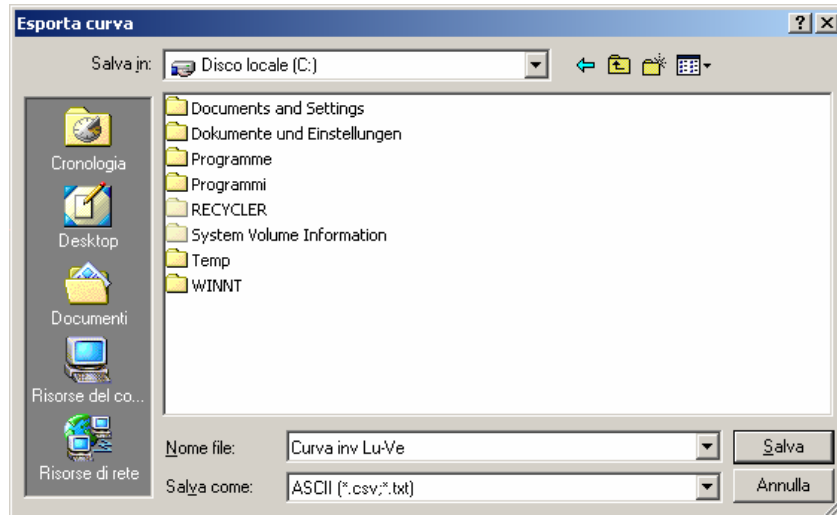 Esporta curva
Salva in: Disco locale (C:)
Cronologia
Desktop
Documenti
Risorse del co...
Risorse di rete
Documents and Settings
Dokumente und Einstellungen
Programme
Programmi
RECYCLER
System Volume Information
Temp
WINNT
Nome file: Curva inv Lu-Ve Salva
Salva come: ASCII (*.csv;*.txt) Annulla